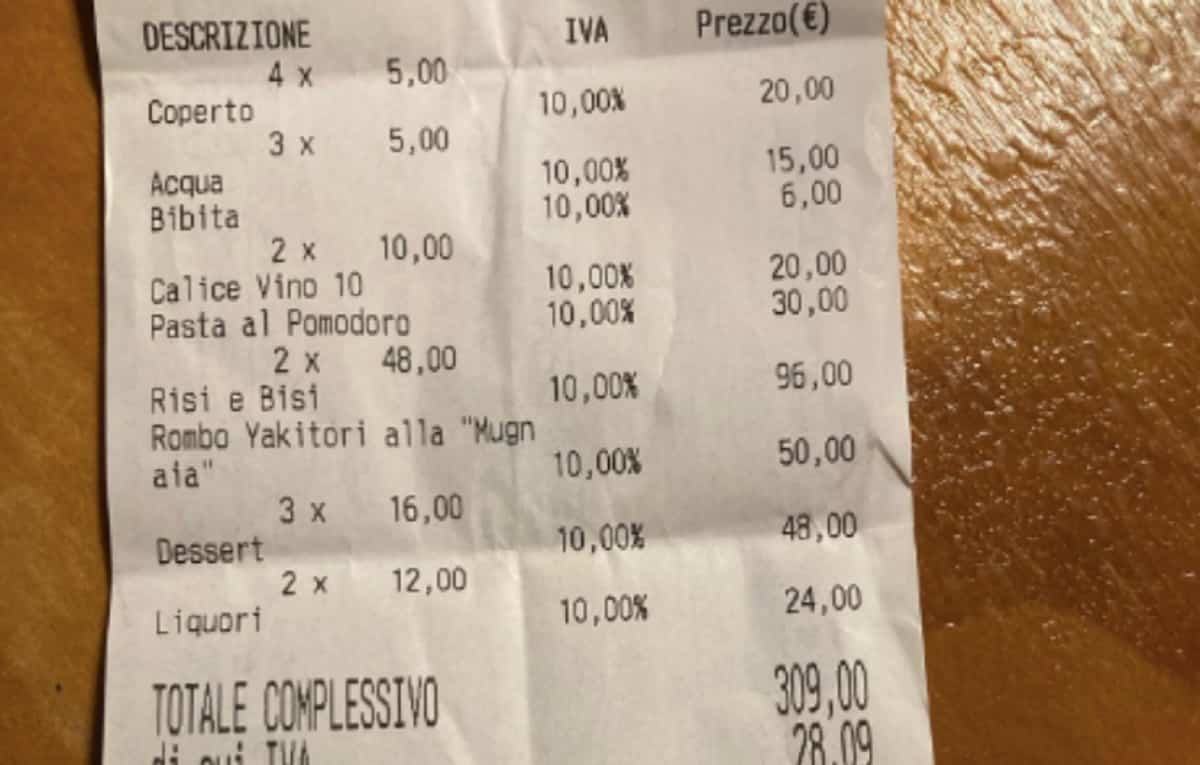 DESCRIZIONE IVA Prezzo(€)
4 x 5,00
Coperto 10,00% 20,00
3 x 5,00
Acqua 10,00% 15,00
Bibita 10,00% 6,00
2 x 10,00
Calice Vino 10 10,00% 20,00
Pasta al Pomodoro 10,00% 30,00
2 x 48,00
Risi e Bisi 10,00% 96,00
Rombo Yakitori alla "Mugn
aia" 10,00% 50,00
3 x 16,00
Dessert 10,00% 48,00
2 x 12,00
Liquori 10,00% 24,00
TOTALE COMPLESSIVO 309,00
di cui IVA 28,09